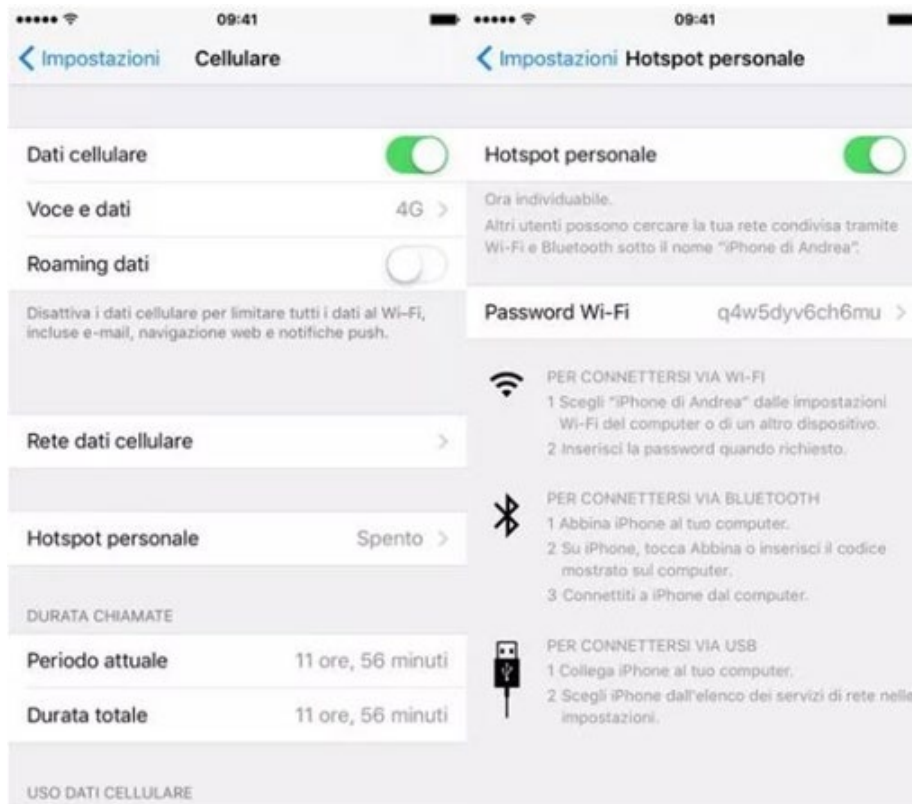 09:41
Impostazioni Cellulare
Dati cellulare
Voce e dati 4G
Roaming dati
Disattiva i dati cellulare per limitare tutti i dati al Wi-Fi,
incluse e-mail, navigazione web e notifiche push.
Rete dati cellulare
Hotspot personale Spento
DURATA CHIAMATE
Periodo attuale 11 ore, 56 minuti
Durata totale 11 ore, 56 minuti
USO DATI CELLULARE
09:41
Impostazioni Hotspot personale
Hotspot personale
Ora individuabile.
Altri utenti possono cercare la tua rete condivisa tramite
Wi-Fi e Bluetooth sotto il nome "iPhone di Andrea".
Password Wi-Fi q4w5dyv6ch6mu
PER CONNETTERSI VIA WI-FI
1 Scegli "iPhone di Andrea" dalle impostazioni
Wi-Fi del computer o di un altro dispositivo.
2 Inserisci la password quando richiesto.
PER CONNETTERSI VIA BLUETOOTH
1 Abbina iPhone al tuo computer.
2 Su iPhone, tocca Abbina o inserisci il codice
mostrato sul computer.
3 Connettiti a iPhone dal computer.
PER CONNETTERSI VIA USB
1 Collega iPhone al tuo computer.
2 Scegli iPhone dall'elenco dei servizi di rete nelle
impostazioni.